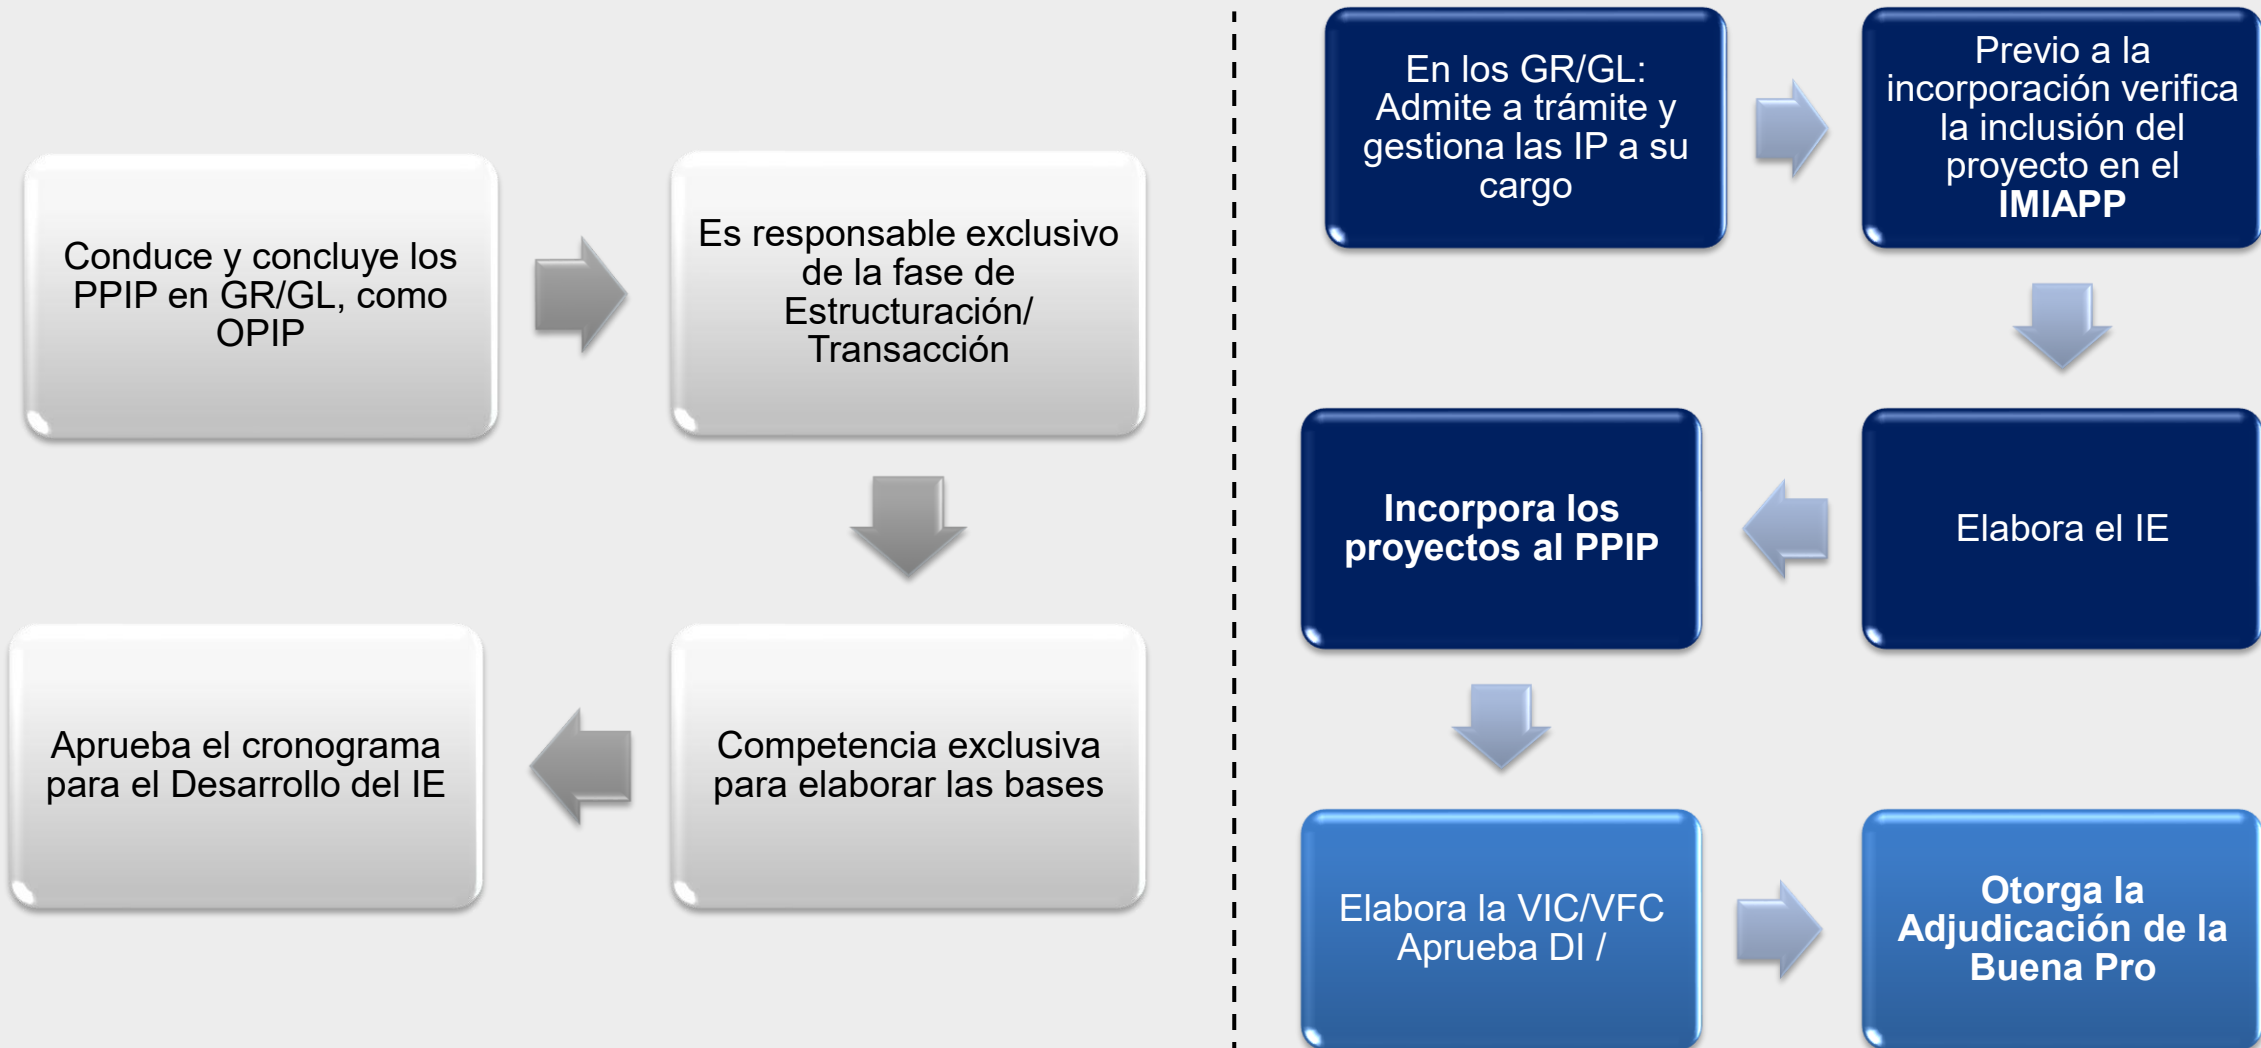 Conduce y concluye los
PPIP en GR/GL, como
OPIP
Es responsable exclusivo
de la fase de
Estructuración/
Transacción
Competencia exclusiva
para elaborar las bases
Aprueba el cronograma
para el Desarrollo del IE
En los GR/GL:
Admite a trámite y
gestiona las IP a su
cargo
Previo a la
incorporación verifica
la inclusión del
proyecto en el
IMIAPP
Elabora el IE
Incorpora los
proyectos al PPIP
Elabora la VIC/VFC
Aprueba DI /
Otorga la
Adjudicación de la
Buena Pro